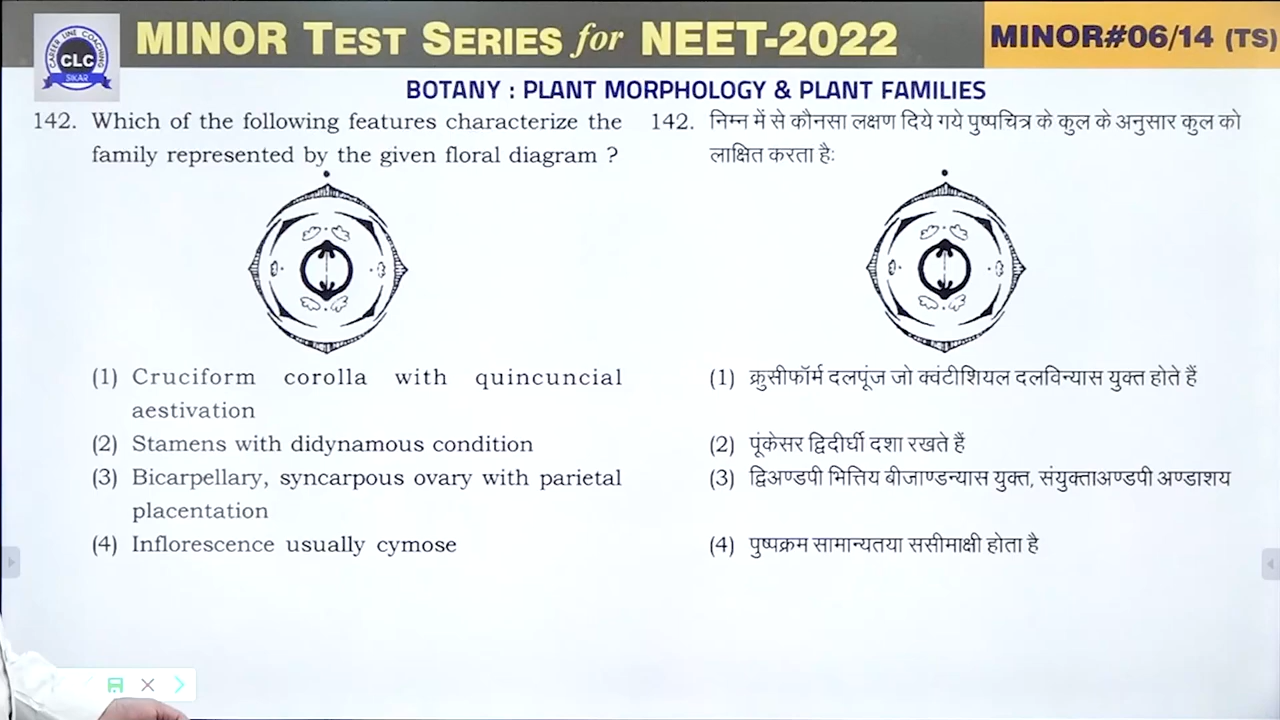 CAREER LINE COACHING
CLC
SIKAR
MINOR TEST SERIES for NEET-2022
MINOR#06/14 (TS)
BOTANY : PLANT MORPHOLOGY & PLANT FAMILIES
142. Which of the following features characterize the
family represented by the given floral diagram ?
(1) Cruciform corolla with quincuncial
aestivation
(2) Stamens with didynamous condition
(3) Bicarpellary, syncarpous ovary with parietal
placentation
(4) Inflorescence usually cymose
142. निम्न में से कौनसा लक्षण दिये गये पुष्पचित्र के कुल के अनुसार कुल को
लाक्षित करता है:
(1) क्रुसीफॉर्म दलपूंज जो क्वंटीशियल दलविन्यास युक्त होते हैं
(2) पूंकेसर द्विदीर्घी दशा रखते हैं
(3) द्विअण्डपी भित्तिय बीजाण्डन्यास युक्त, संयुक्ताअण्डपी अण्डाशय
(4) पुष्पक्रम सामान्यतया ससीमाक्षी होता है